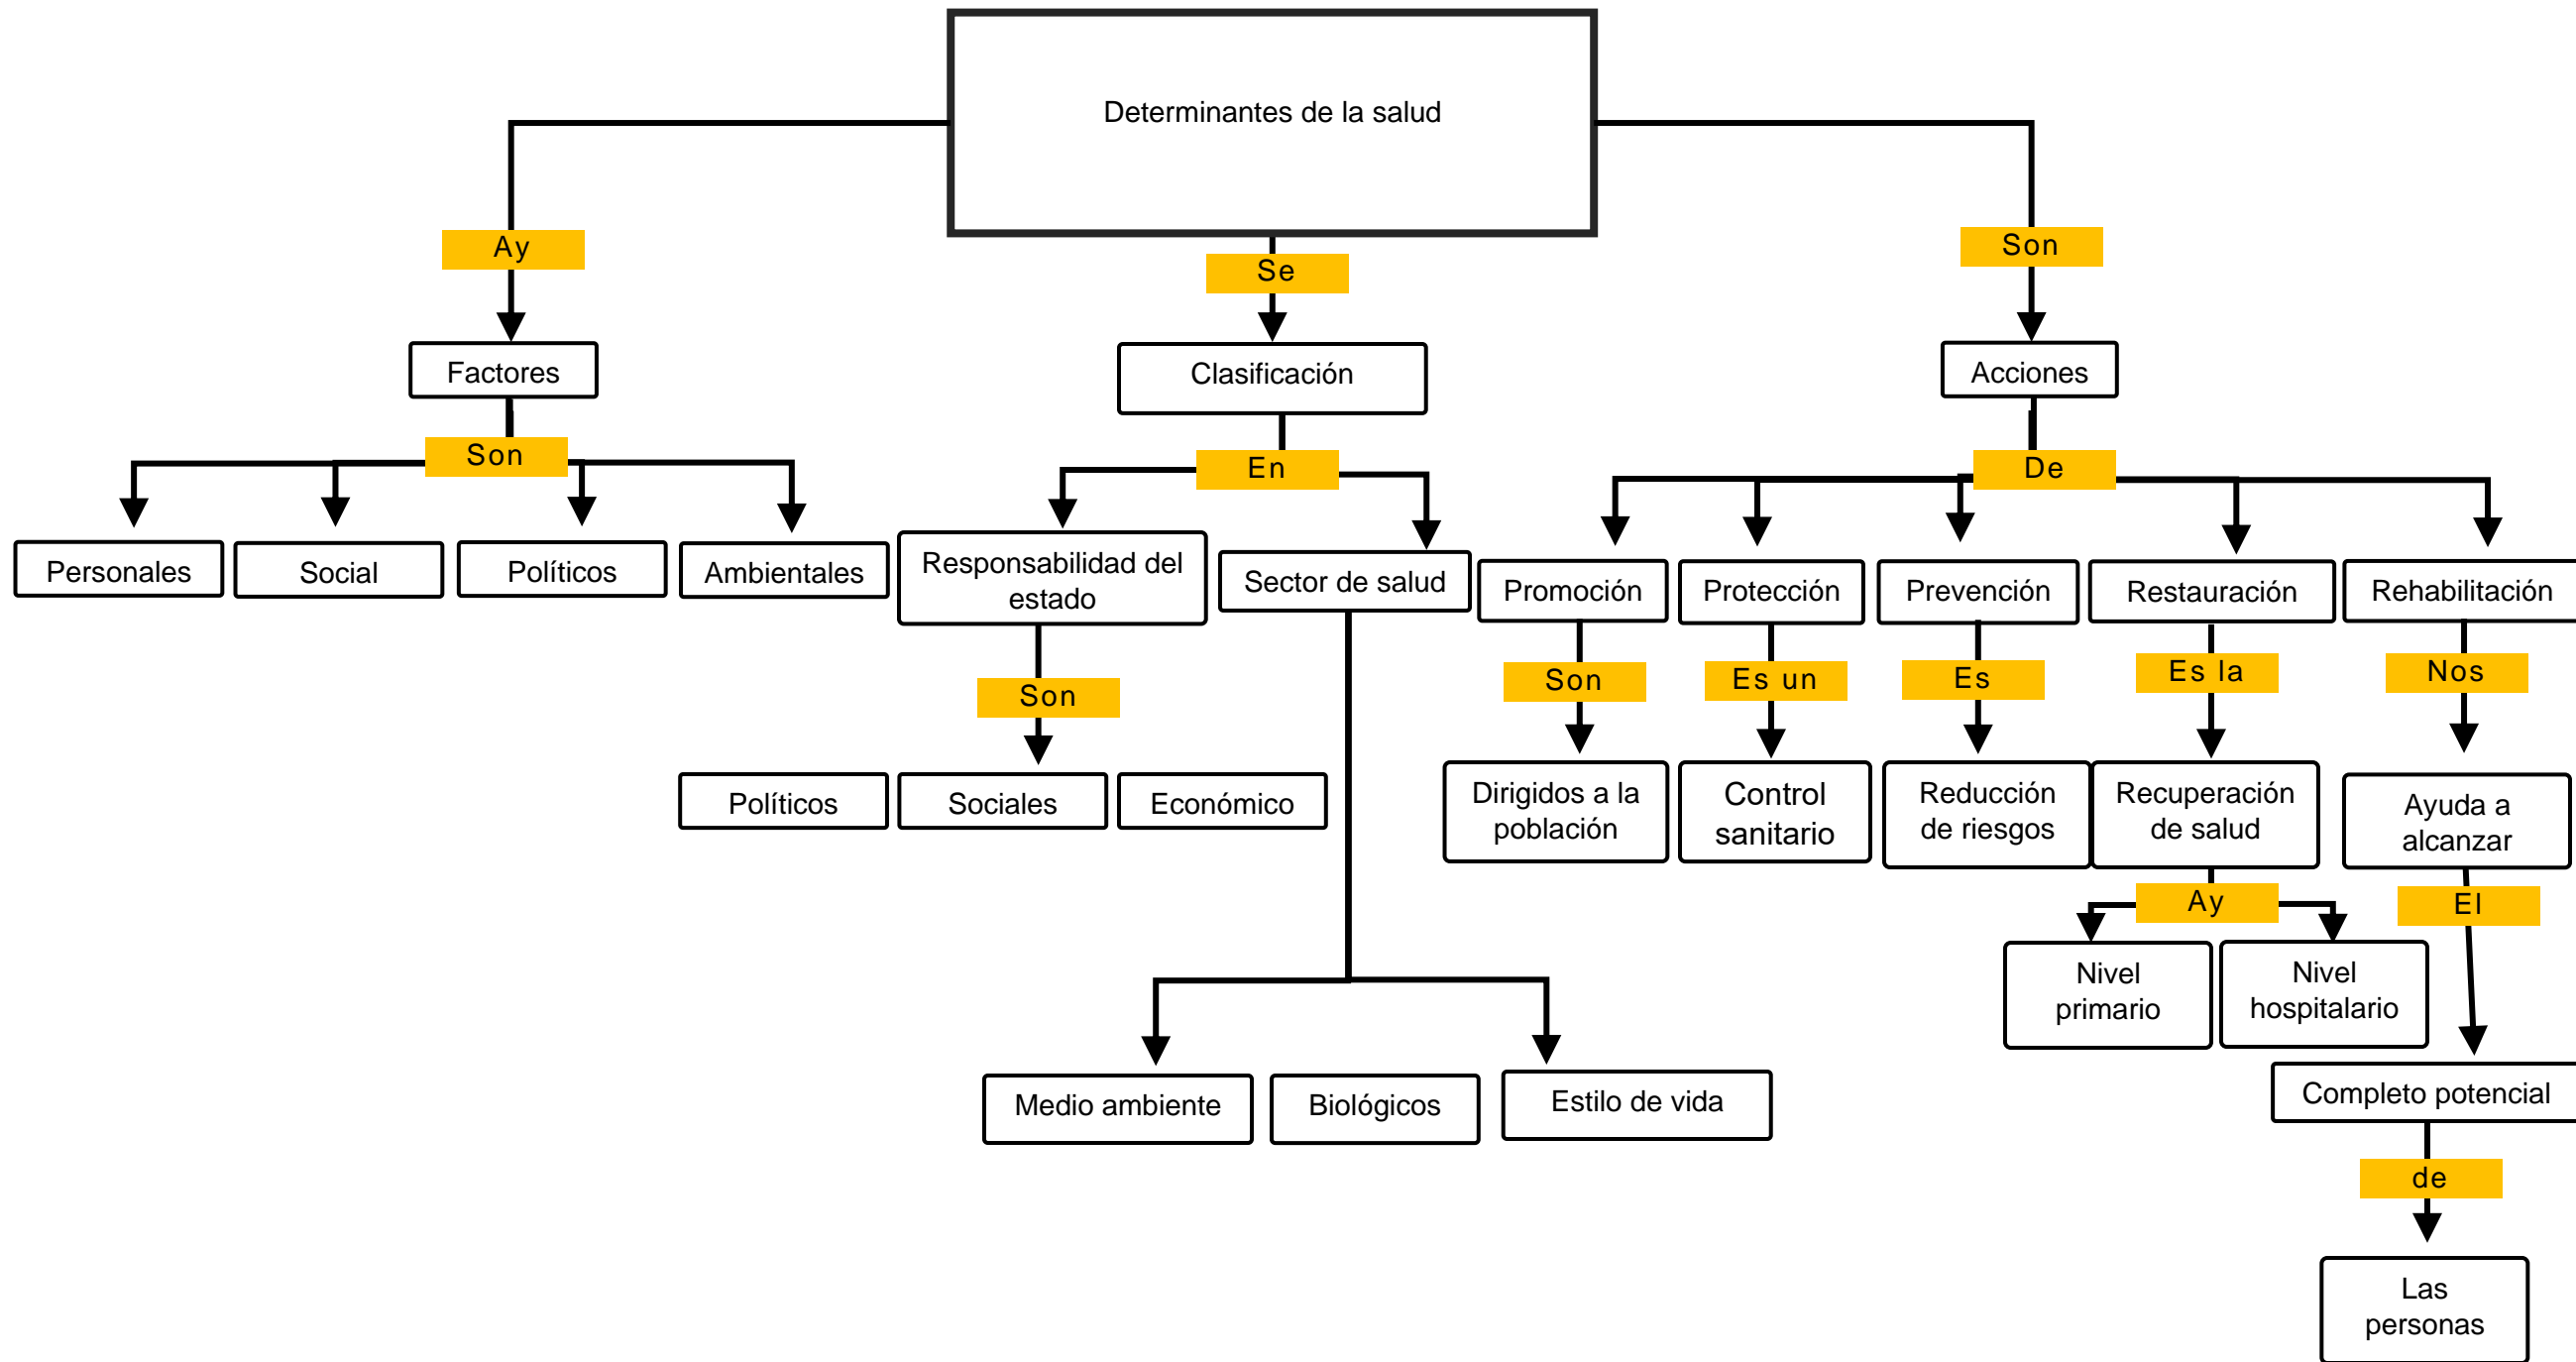 Determinantes de la salud
Ay
Se
Son
Factores
Clasificación
Acciones
Son
En
De
Personales
Social
Políticos
Ambientales
Responsabilidad del
estado
Sector de salud
Promoción
Protección
Prevención
Restauración
Rehabilitación
Son
Son
Es un
Es
Es la
Nos
Políticos
Sociales
Económico
Dirigidos a la
población
Control
sanitario
Reducción
de riesgos
Recuperación
de salud
Ayuda a
alcanzar
Ay
El
Nivel
primario
Nivel
hospitalario
Medio ambiente
Biológicos
Estilo de vida
Completo potencial
de
Las
personas